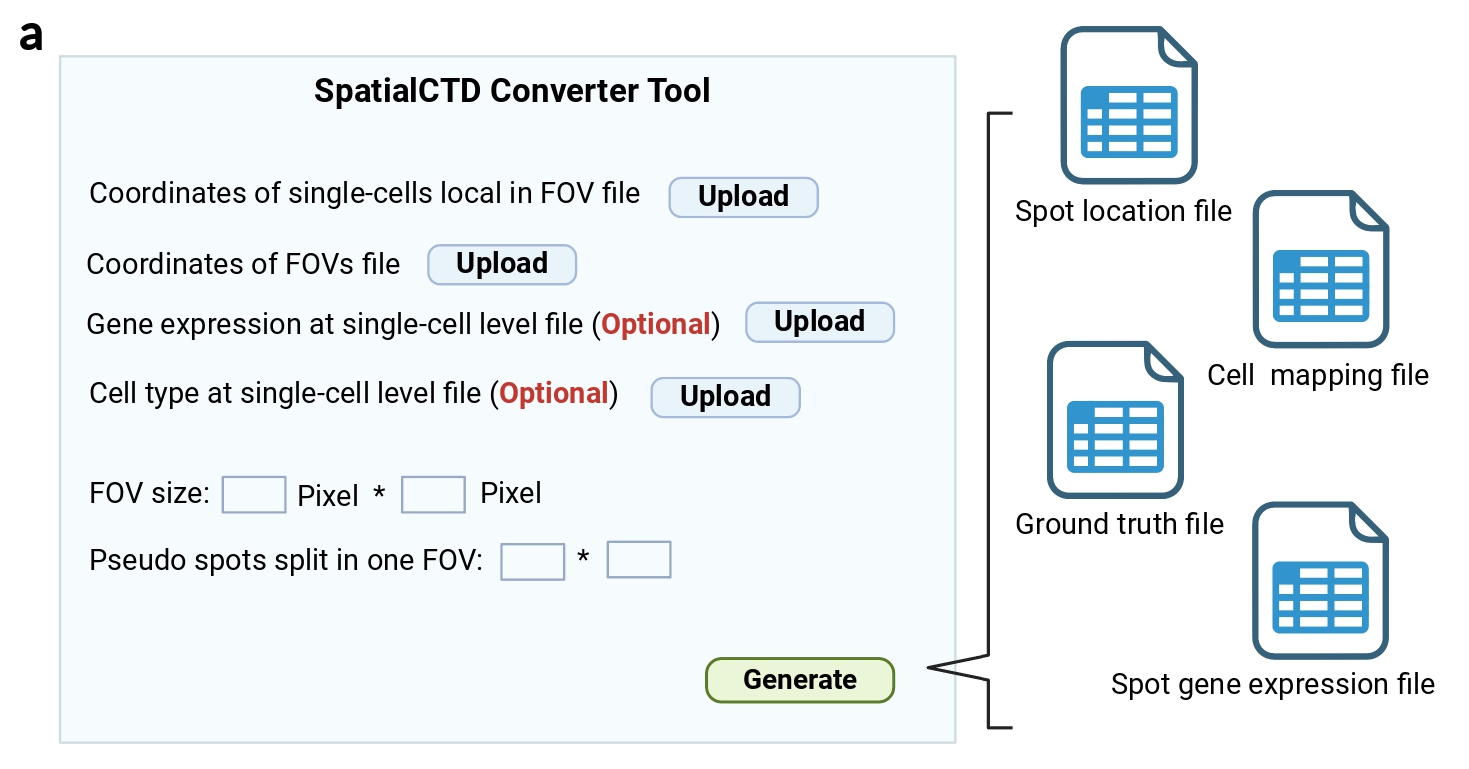 a
SpatialCTD Converter Tool
Coordinates of single-cells local in FOV file Upload
Coordinates of FOVs file Upload
Gene expression at single-cell level file (Optional) Upload
Cell type at single-cell level file (Optional) Upload
FOV size: Pixel * Pixel
Pseudo spots split in one FOV: *
Generate
Spot location file
Cell mapping file
Ground truth file
Spot gene expression file